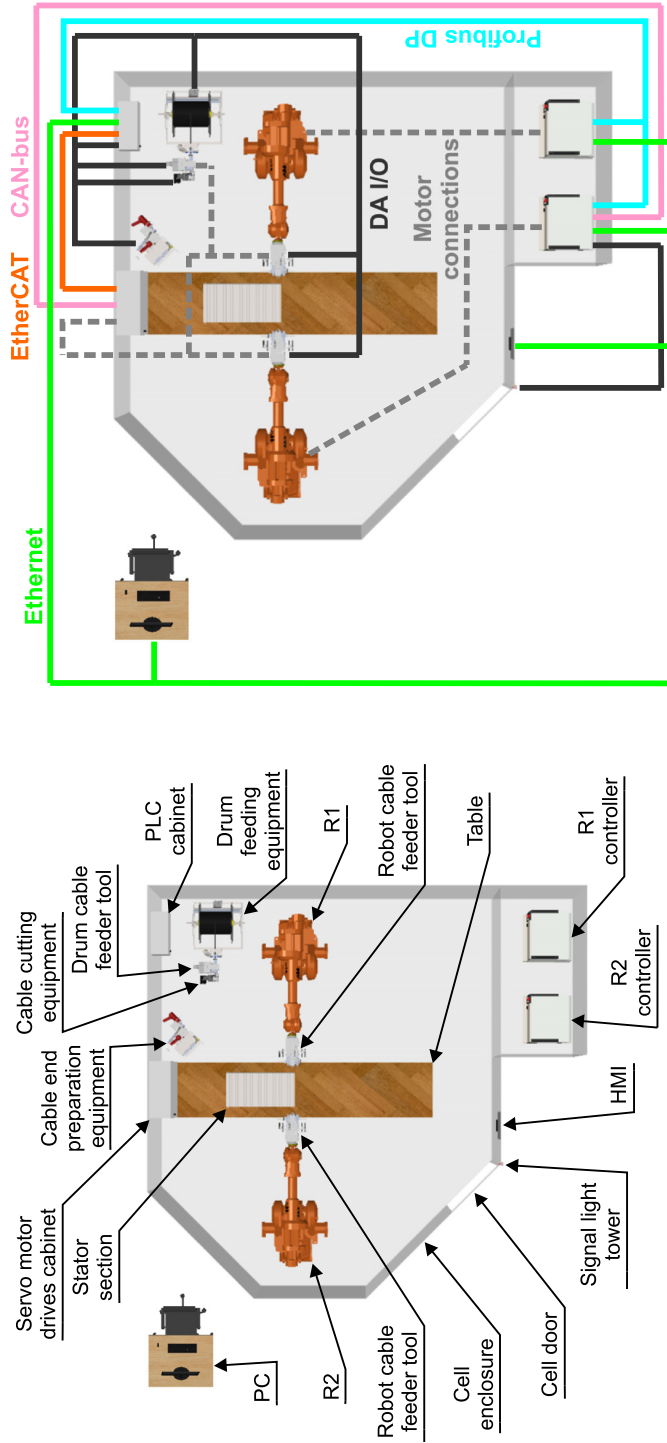 Ethernet
EtherCAT
CAN-bus
Profibus DP
DA I/O
Motor
connections
Servo motor
drives cabinet
Cable end
preparation
equipment
Cable cutting
equipment
Drum cable
feeder tool
PLC
cabinet
Drum
feeding
equipment
R1
Robot cable
feeder tool
Table
R1
controller
R2
controller
HMI
Signal light
tower
Cell door
Cell
enclosure
Robot cable
feeder tool
R2
PC
Stator
section